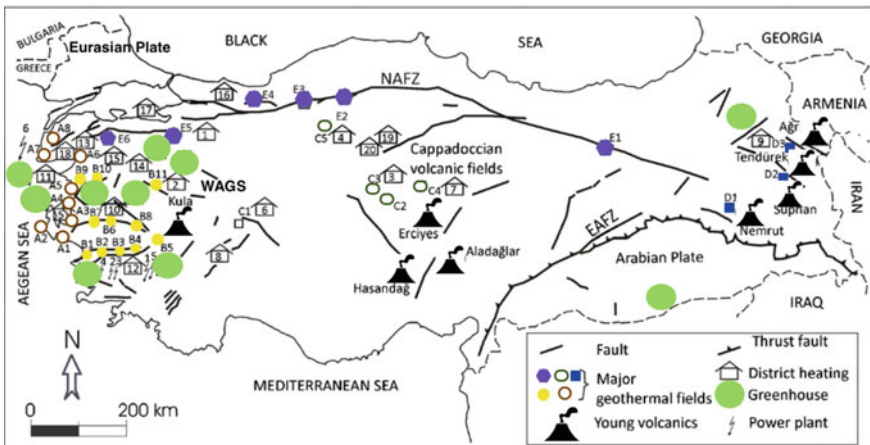 BULGARIA
Eurasian Plate
BLACK
SEA
GEORGIA
GREECE
NAFZ
ARMENIA
16
E4
E3
17
E2
E5
1
C5
4
19
20
E1
9
Ağr
D3
Tendürek
D2
6
A8
A7
13
18
A6
E6
15
14
11
B9
B10
B11
2
WAGS
Kula
Cappadoccian
volcanic fields
3
C3
C4
7
C2
IRAN
Suphan
AEGEAN SEA
A5
A4
A3
10
B7
B6
B8
C1
6
Erciyes
EAFZ
D1
Nemrut
A2
A1
B1
B2
B3
B4
B5
8
12
Aladağlar
Hasandağ
Arabian Plate
IRAQ
N
MEDITERRANEAN SEA
0
200 km
Fault
Thrust fault
Major
geothermal fields
District heating
Greenhouse
Young volcanics
Power plant